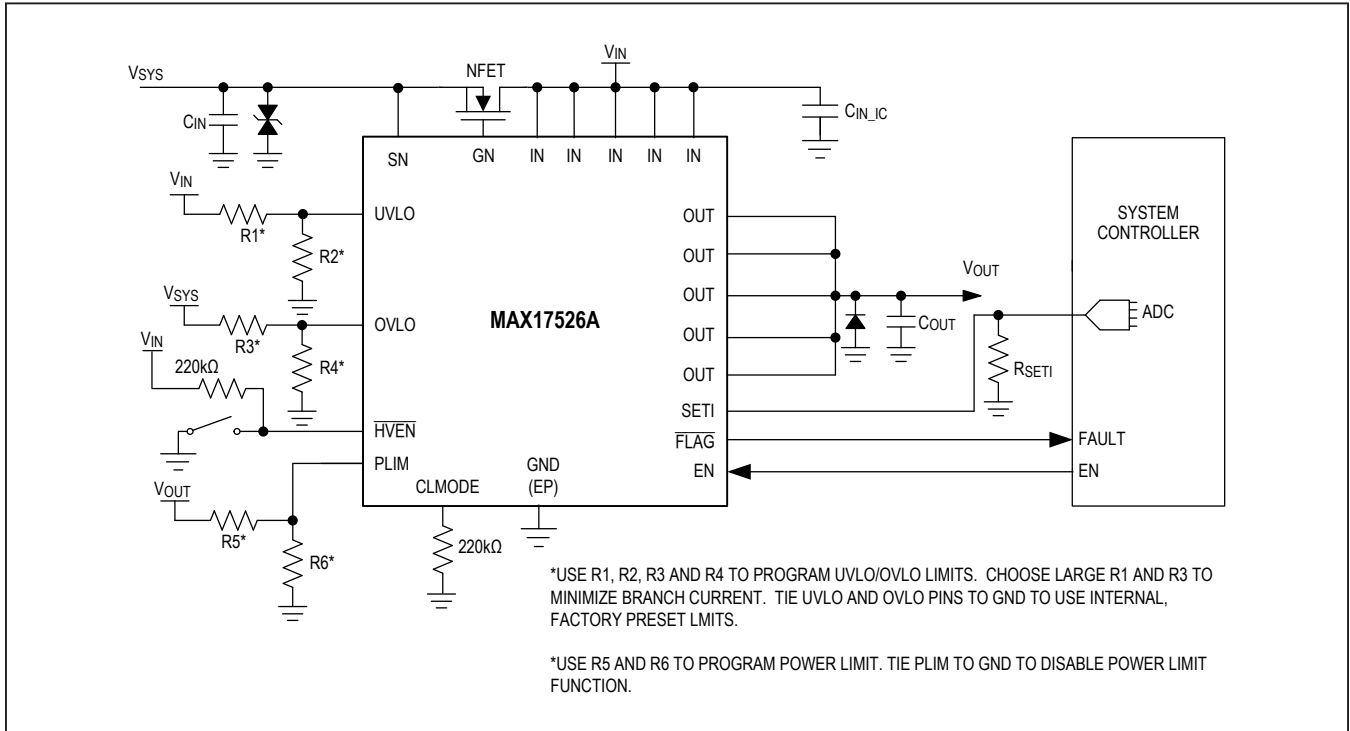 VSYS
NFET
VIN
CIN
CIN_IC
SN
GN
IN
IN
IN
IN
IN
VIN
R1*
UVLO
R2*
VSYS
R3*
OVLO
R4*
VIN
220kΩ
HVEN
PLIM
VOUT
R5*
R6*
CLMODE
220kΩ
GND
(EP)
MAX17526A
OUT
OUT
OUT
OUT
OUT
SETI
FLAG
EN
VOUT
COUT
RSETI
SYSTEM
CONTROLLER
ADC
FAULT
EN
*USE R1, R2, R3 AND R4 TO PROGRAM UVLO/OVLO LIMITS. CHOOSE LARGE R1 AND R3 TO
MINIMIZE BRANCH CURRENT. TIE UVLO AND OVLO PINS TO GND TO USE INTERNAL,
FACTORY PRESET LMITS.
*USE R5 AND R6 TO PROGRAM POWER LIMIT. TIE PLIM TO GND TO DISABLE POWER LIMIT
FUNCTION.